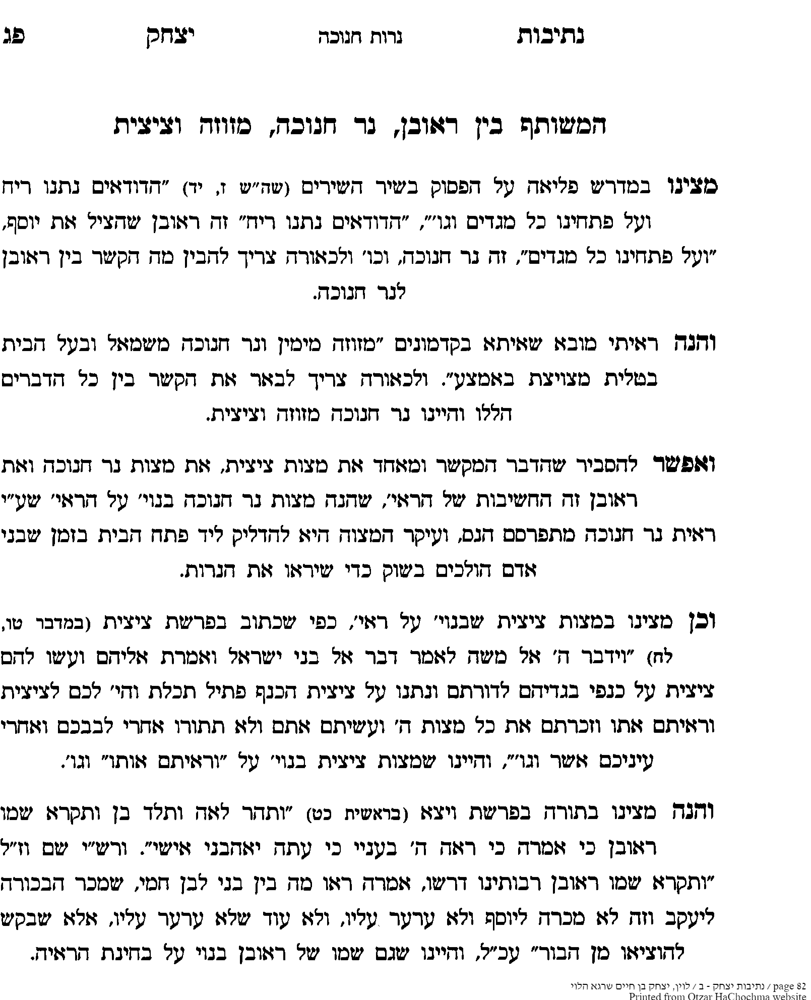 נתיבות נרות חנוכה יצחק פג
המשותף בין ראובן, נר חנוכה, מזוזה וציצית
מצינו במדרש פליאה על הפסוק בשיר השירים (שה״ש ז, יד) ״הדודאים נתנו ריח
ועל פתחינו כל מגדים וגו׳״, ״הדודאים נתנו ריח״ זה ראובן שהציל את יוסף,
״ועל פתחינו כל מגדים״, זה נר חנוכה, וכו׳ ולכאורה צריך להבין מה הקשר בין ראובן
לנר חנוכה.
והנה ראיתי מובא שאיתא בקדמונים ״מזוזה מימין ונר חנוכה משמאל ובעל הבית
בטלית מצויצת באמצע״. ולכאורה צריך לבאר את הקשר בין כל הדברים
הללו והיינו נר חנוכה מזוזה וציצית.
ואפשר להסביר שהדבר המקשר ומאחד את מצות ציצית, את מצות נר חנוכה ואת
ראובן זה החשיבות של הראי׳, שהנה מצות נר חנוכה בנוי׳ על הראי׳ שע״י
ראית נר חנוכה מתפרסם הנס, ועיקר המצוה היא להדליק ליד פתח הבית בזמן שבני
אדם הולכים בשוק כדי שיראו את הנרות.
וכן מצינו במצות ציצית שבנוי׳ על ראי׳, כפי שכתוב בפרשת ציצית (במדבר טו,
לח) ״וידבר ה׳ אל משה לאמר דבר אל בני ישראל ואמרת אליהם ועשו להם
ציצית על כנפי בגדיהם לדורתם ונתנו על ציצית הכנף פתיל תכלת והי׳ לכם לציצית
וראיתם אתו וזכרתם את כל מצות ה׳ ועשיתם אתם ולא תתורו אחרי לבבכם ואחרי
עיניכם אשר וגו׳״, והיינו שמצות ציצית בנוי׳ על ״וראיתם אותו״ וגו׳.
והנה מצינו בתורה בפרשת ויצא (בראשית כט) ״ותהר לאה ותלד בן ותקרא שמו
ראובן כי אמרה כי ראה ה׳ בעניי כי עתה יאהבני אישי״. ורש״י שם וז״ל
״ותקרא שמו ראובן רבותינו דרשו, אמרה ראו מה בין בני לבן חמי, שמכר הבכורה
ליעקב וזה לא מכרה ליוסף ולא ערער עליו, ולא עוד שלא ערער עליו, אלא שבקש
להוציאו מן הבור״ עכ״ל, והיינו שגם שמו של ראובן בנוי על בחינת הראיה.
נתיבות יצחק - ב / לוין, יצחק בן חיים שרגא הלוי / page 82
Printed from Otzar HaChochma website